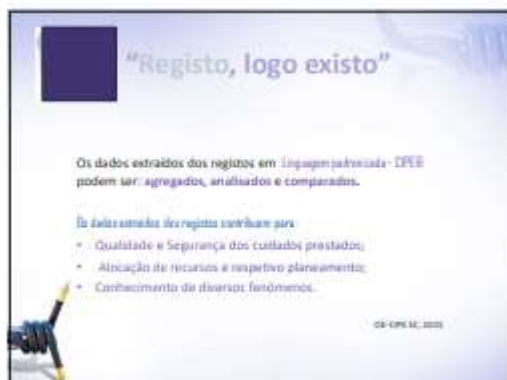 “Registo, logo existo”
Os dados extraídos dos registos em Linguagem padronizada - CIPE®
podem ser: agregados, analisados e comparados.
Os dados extraídos dos registos contribuem para
• Qualidade e Segurança dos cuidados prestados;
• Alocação de recursos e respetivo planeamento;
• Conhecimento de diversos fenómenos.